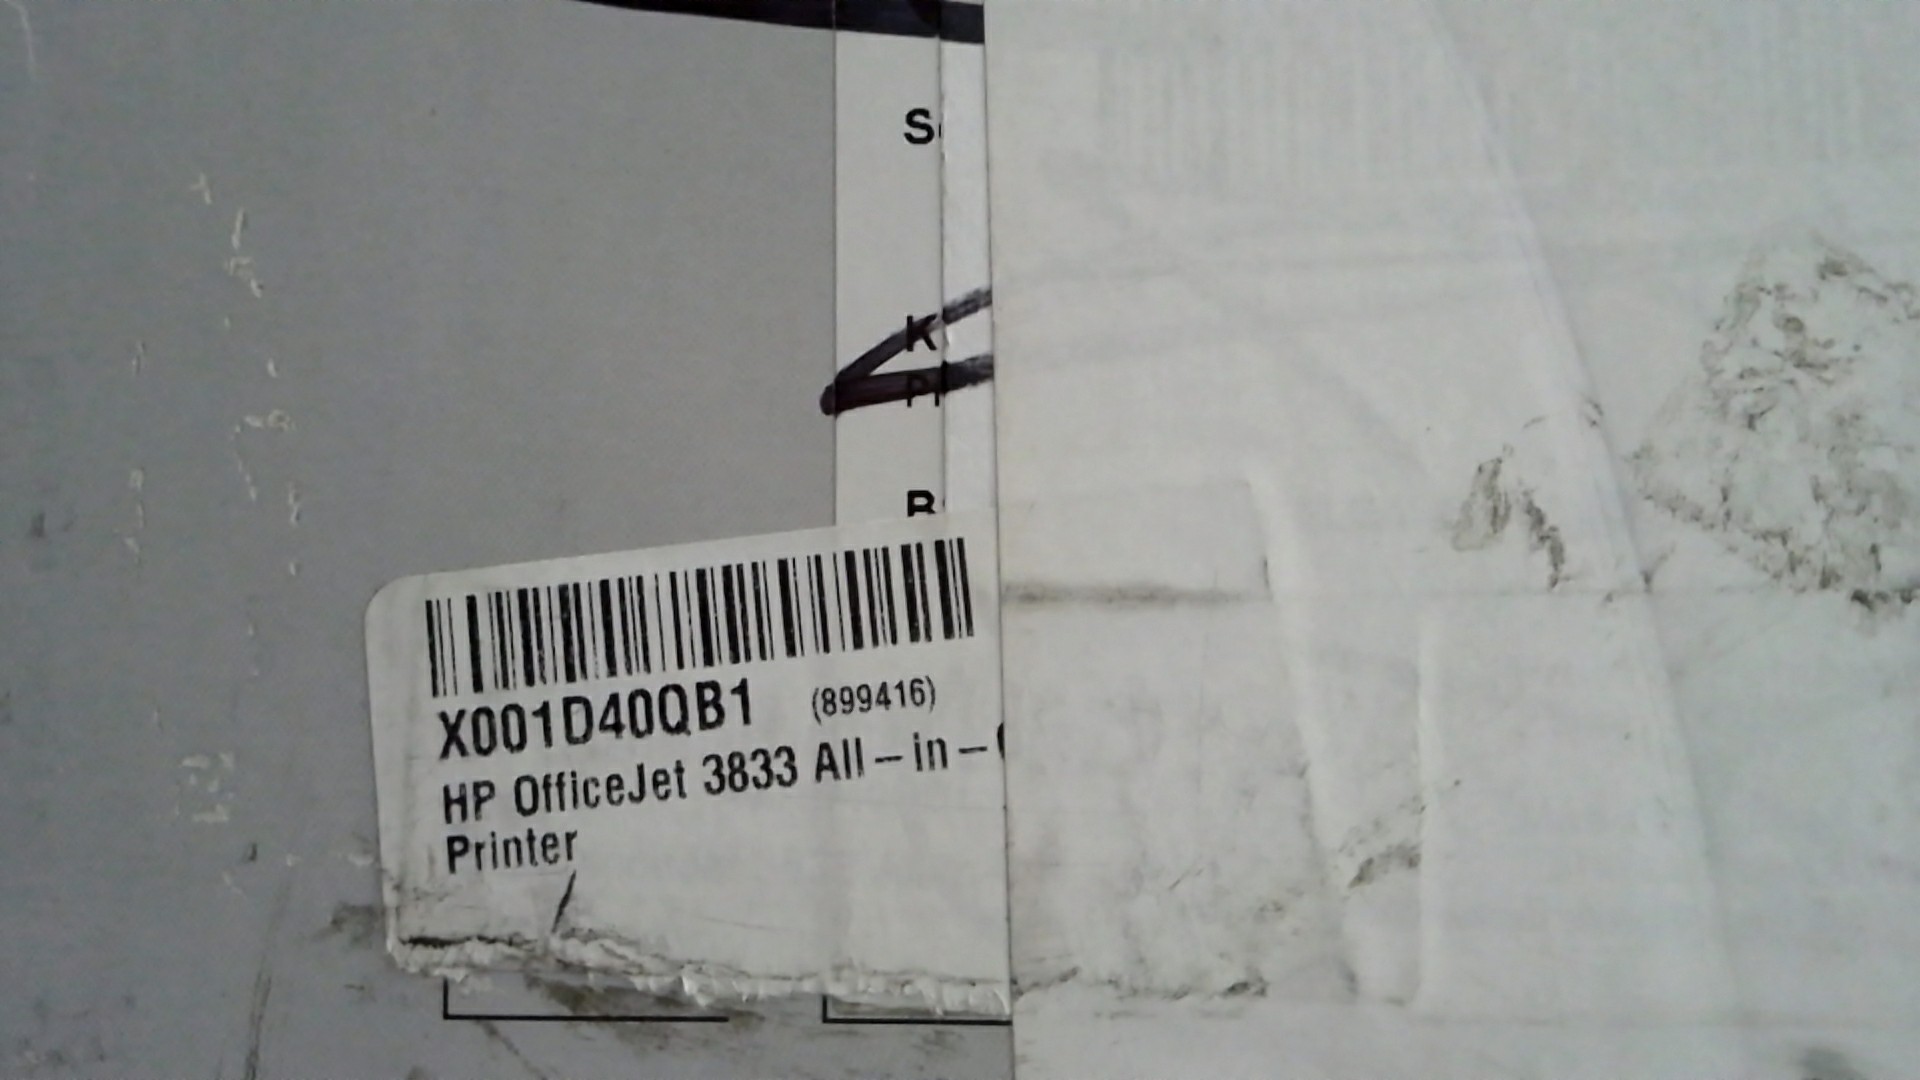 X001D40QB1 (899416)
HP OfficeJet 3833 All – in –
Printer